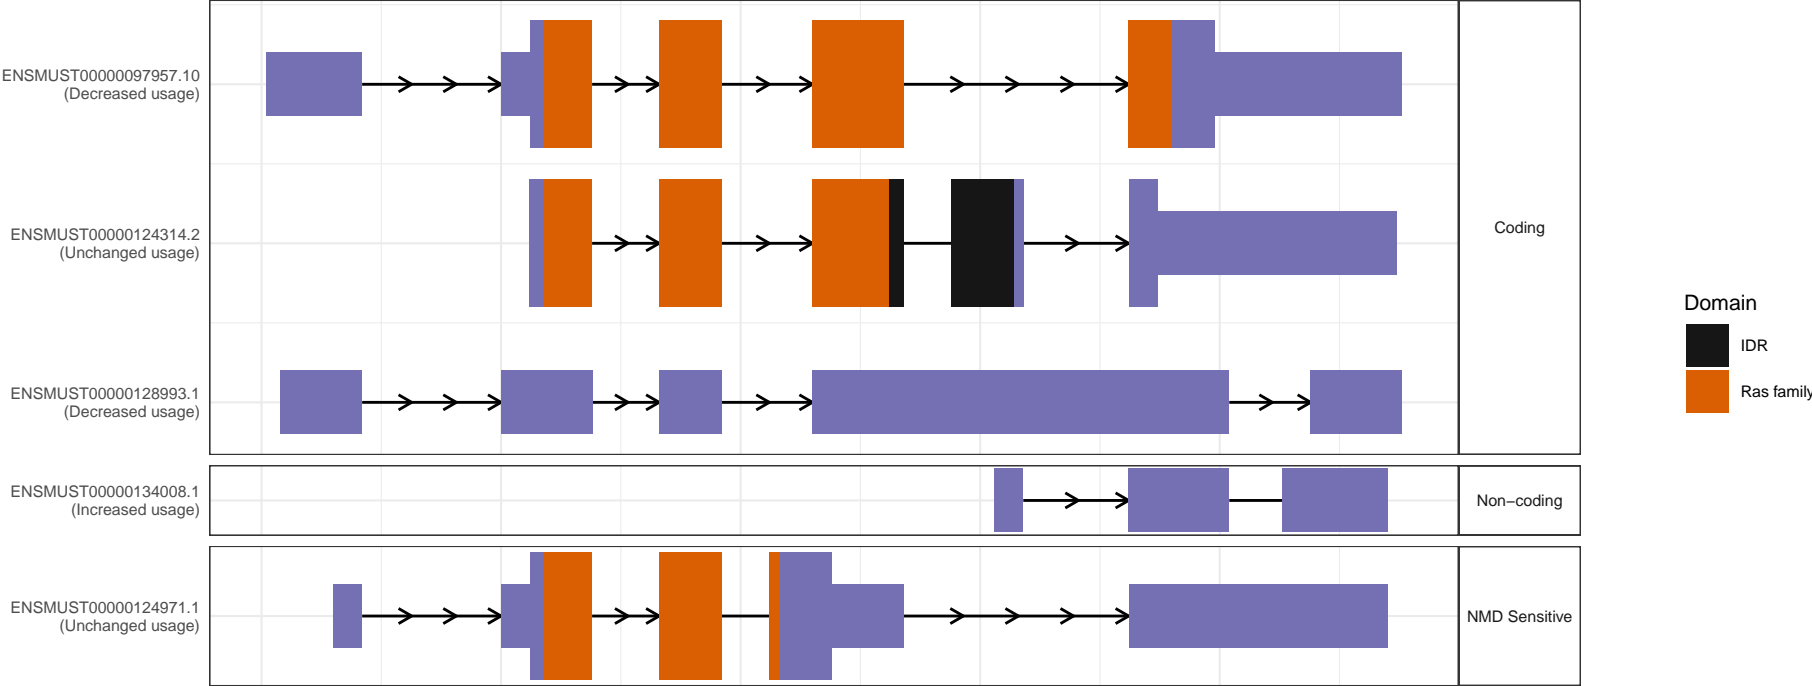 ENSMUST00000097957.10
(Decreased usage)
ENSMUST00000124314.2
(Unchanged usage)
ENSMUST00000128993.1
(Decreased usage)
Coding
ENSMUST00000134008.1
(Increased usage)
Non−coding
ENSMUST00000124971.1
(Unchanged usage)
NMD Sensitive
Domain
IDR
Ras family